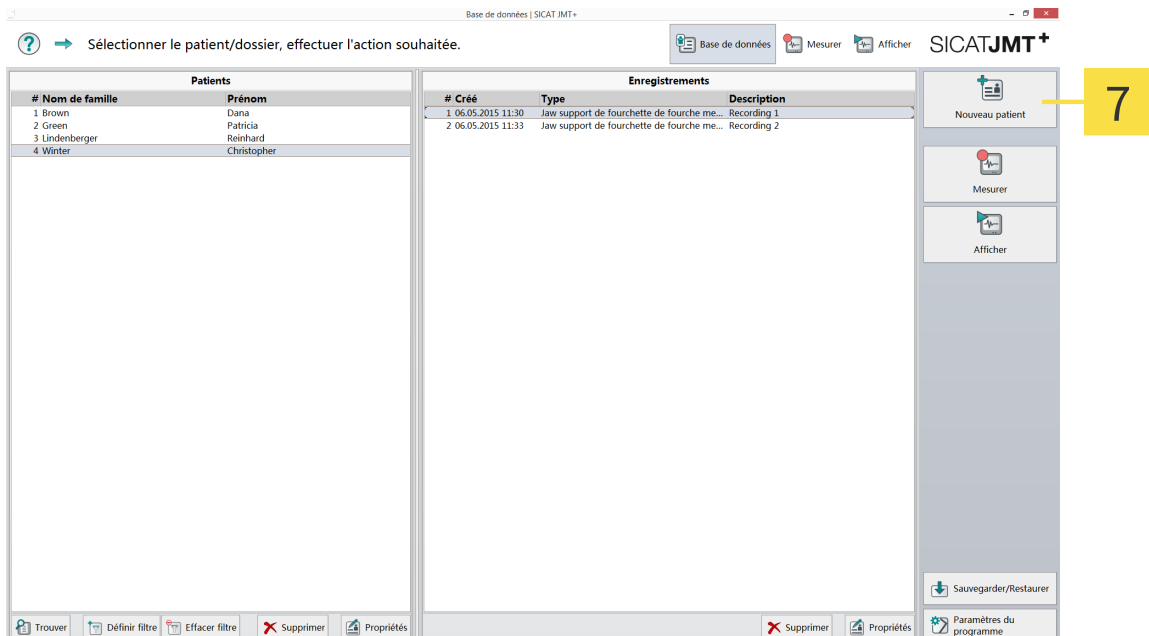 Base de données | SICAT JMT+
? Sélectionner le patient/dossier, effectuer l'action souhaitée.
Base de données Mesurer Afficher SICATJMT+
Patients
# Nom de famille Prénom
1 Brown Dana
2 Green Patricia
3 Lindenberger Reinhard
4 Winter Christopher
Enregistrements
# Créé Type Description
1 06.05.2015 11:30 Jaw support de fourchette de fourche me... Recording 1
2 06.05.2015 11:33 Jaw support de fourchette de fourche me... Recording 2
Nouveau patient
7
Mesurer
Afficher
Sauvegarder/Restaurer
Trouver Définir filtre Effacer filtre Supprimer Propriétés
Supprimer Propriétés
Paramètres du
programme